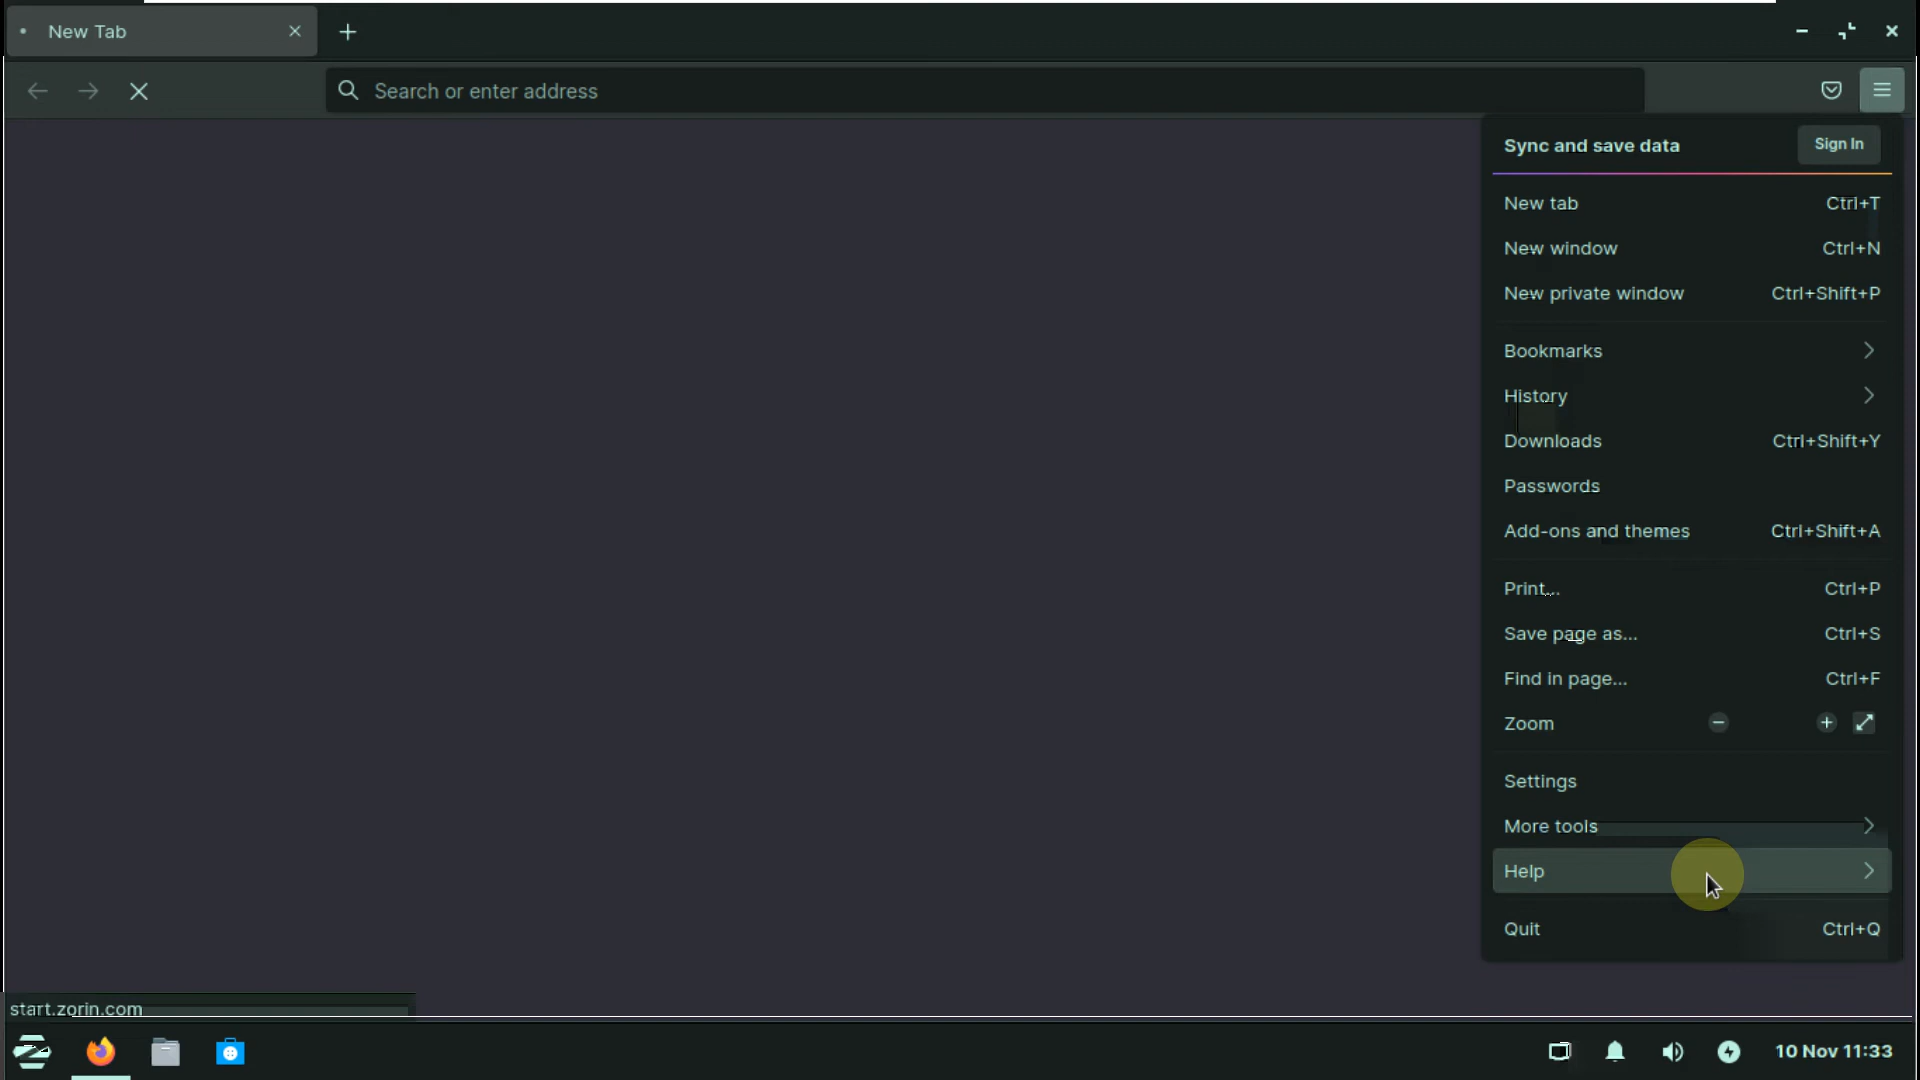 New Tab
Search or enter address
Sync and save data Sign In
New tab Ctrl+T
New window Ctrl+N
New private window Ctrl+Shift+P
Bookmarks
History
Downloads Ctrl+Shift+Y
Passwords
Add-ons and themes Ctrl+Shift+A
Print... Ctrl+P
Save page as... Ctrl+S
Find in page... Ctrl+F
Zoom
Settings
More tools
Help
Quit Ctrl+Q
start.zorin.com
10 Nov 11:33